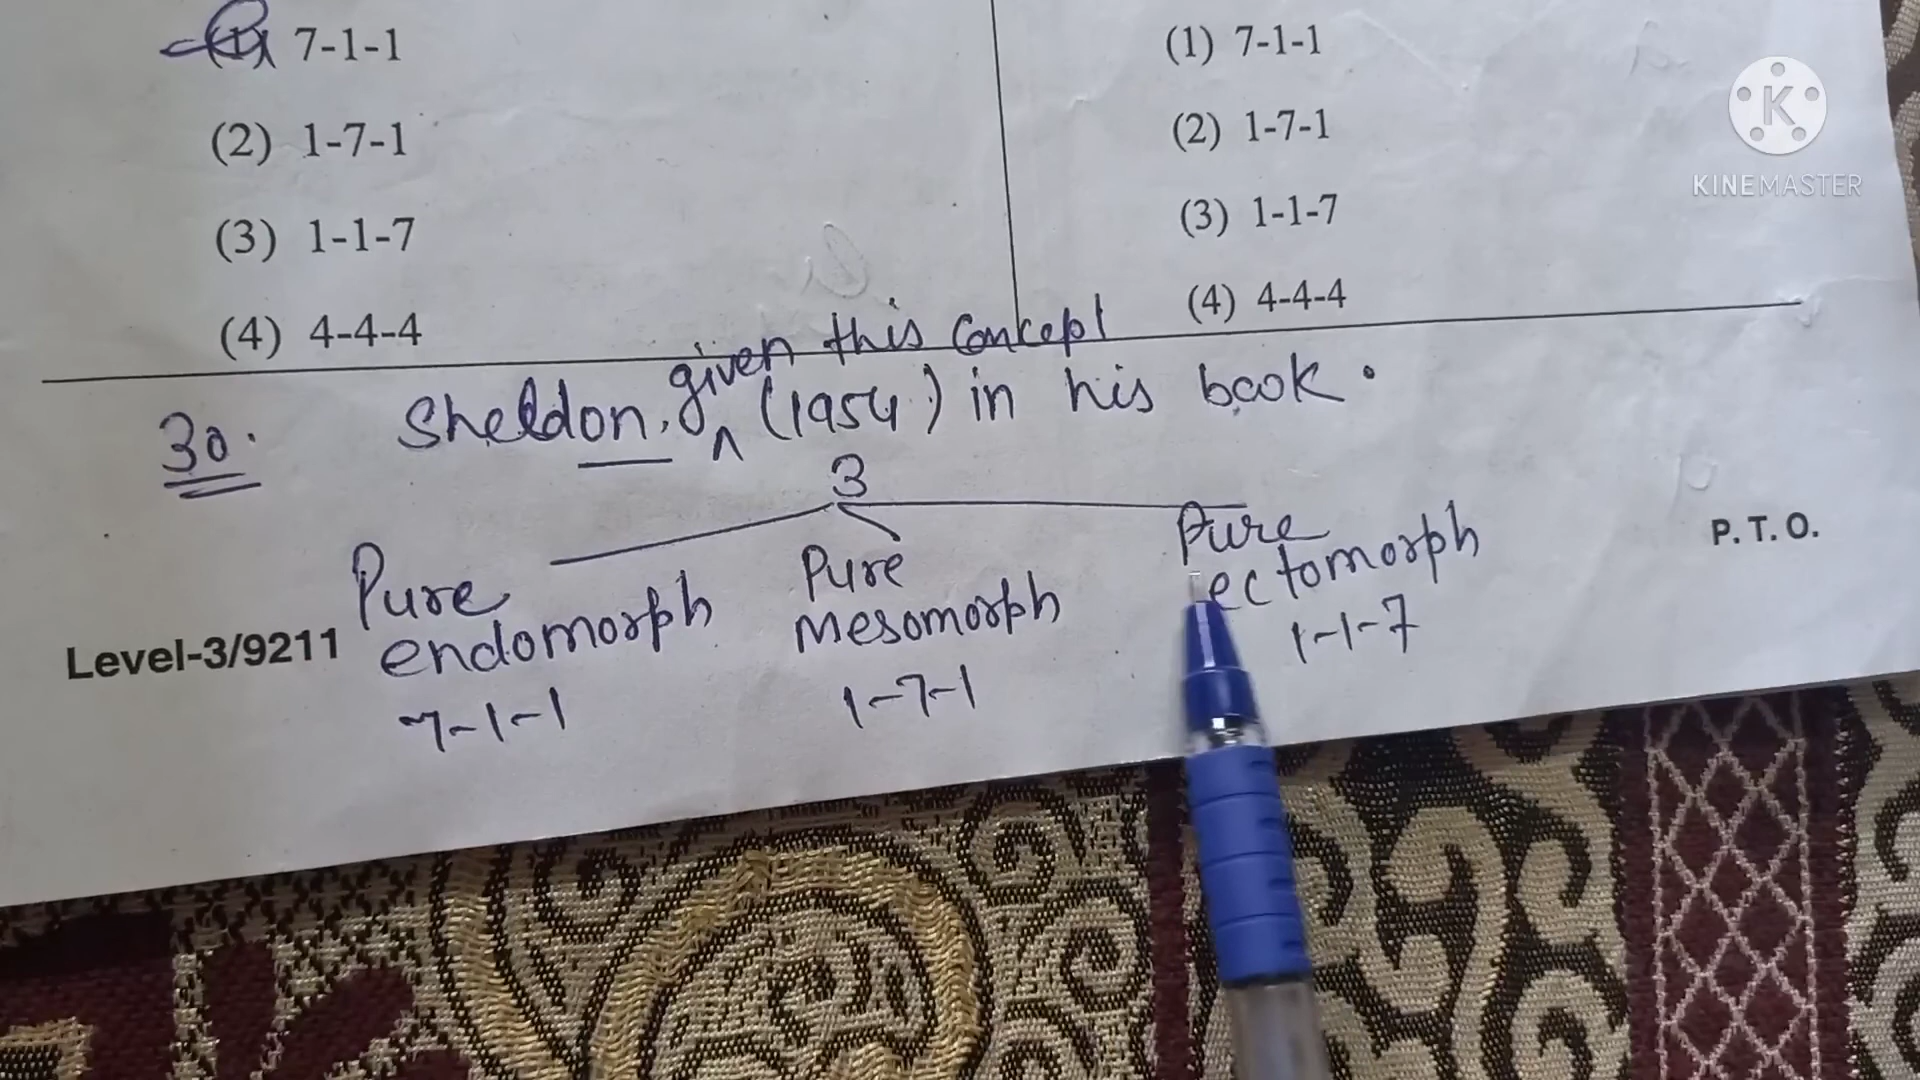 (1) 7-1-1
(2) 1-7-1
(3) 1-1-7
(4) 4-4-4
(1) 7-1-1
(2) 1-7-1
(3) 1-1-7
(4) 4-4-4
K
KINEMASTER
given this concept
30. Sheldon, ^ (1954) in his book.
3
Pure endomorph
7-1-1
Pure Mesomorph
1-7-1
Pure ectomorph
1-1-7
P. T. O.
Level-3/9211